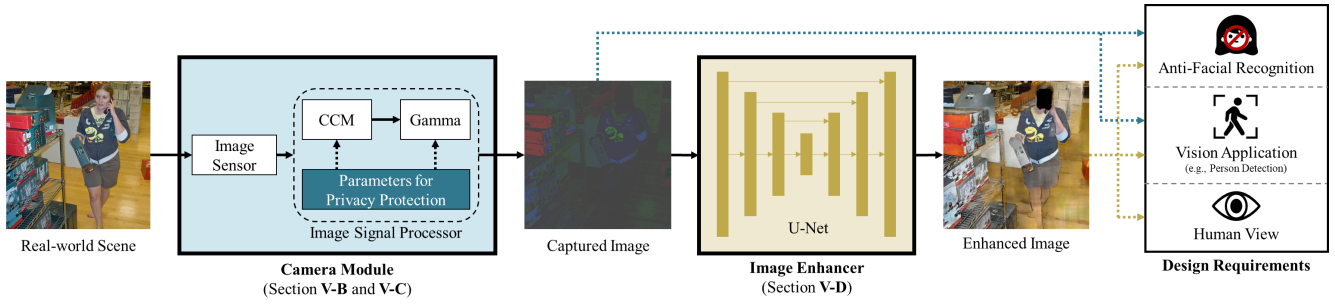 Real-world Scene
Image
Sensor
CCM
Gamma
Parameters for
Privacy Protection
Image Signal Processor
Camera Module
(Section V-B and V-C)
Captured Image
U-Net
Image Enhancer
(Section V-D)
Enhanced Image
Anti-Facial Recognition
Vision Application
(e.g., Person Detection)
Human View
Design Requirements